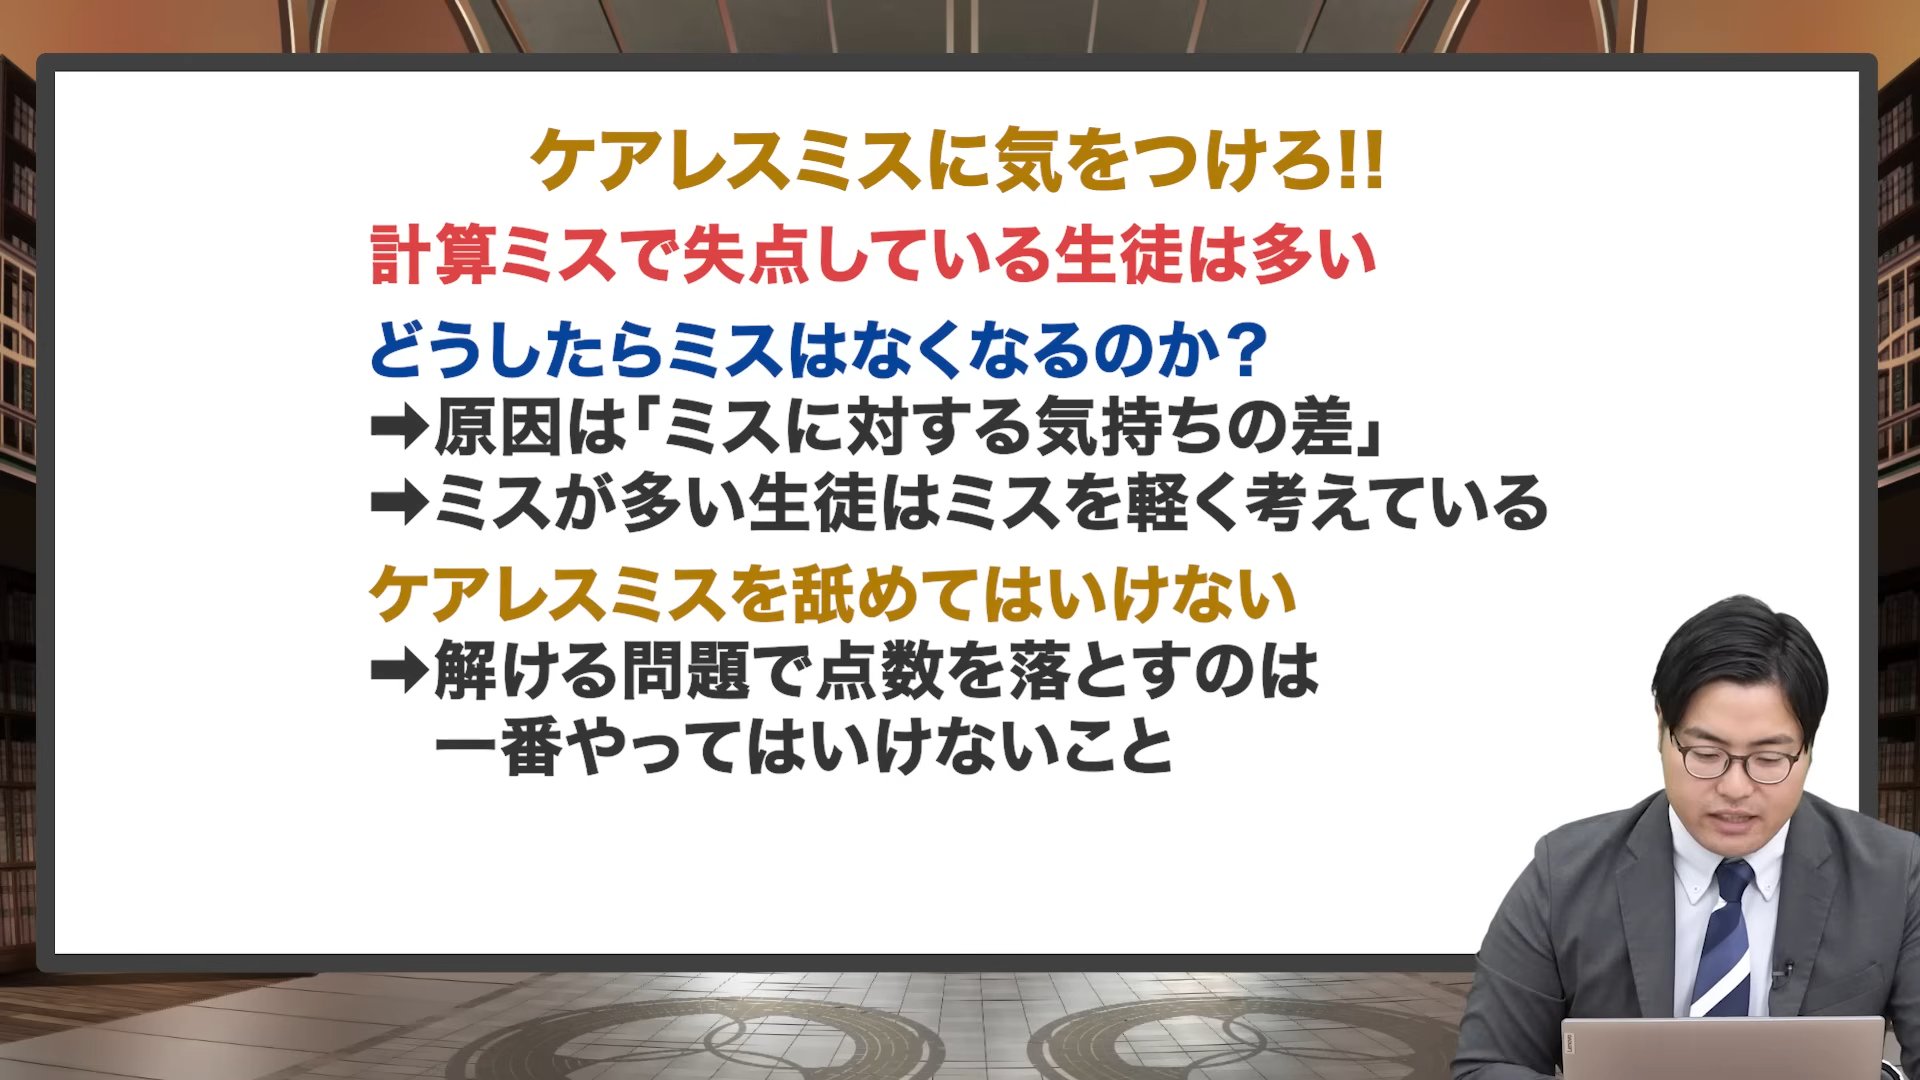 ケアレスミスに気をつけろ!!
計算ミスで失点している生徒は多い
どうしたらミスはなくなるのか？
➡原因は「ミスに対する気持ちの差」
➡ミスが多い生徒はミスを軽く考えている
ケアレスミスを舐めてはいけない
➡解ける問題で点数を落とすのは
一番やってはいけないこと
Lenovo